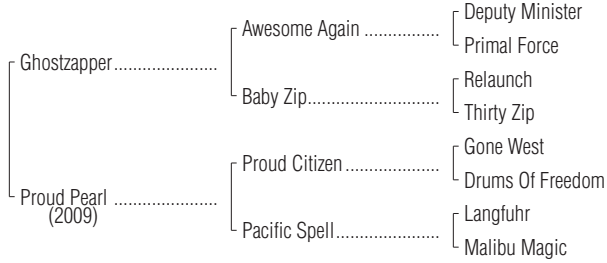 Deputy Minister
Awesome Again ................
Primal Force
Ghostzapper ......................
Relaunch
Baby Zip ............................
Thirty Zip
Gone West
Proud Citizen ....................
Drums Of Freedom
Proud Pearl ......................
(2009)
Langfuhr
Pacific Spell ......................
Malibu Magic